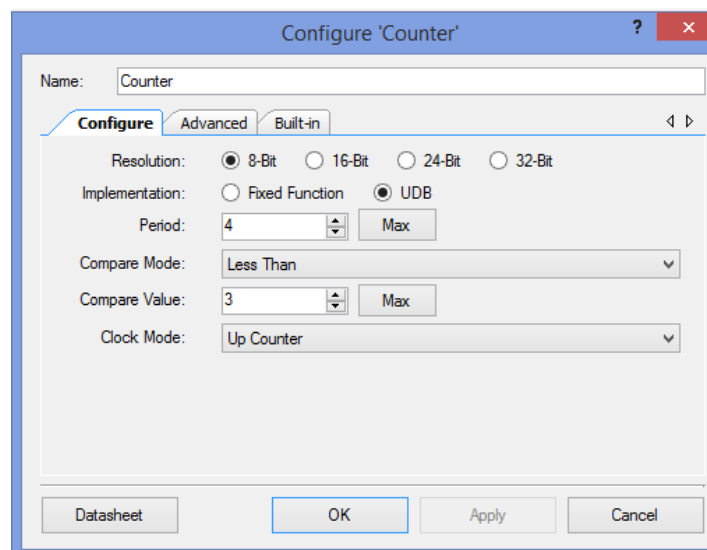 Configure 'Counter'
? ×
Name: Counter
Configure Advanced Built-in
Resolution: 8-Bit 16-Bit 24-Bit 32-Bit
Implementation: Fixed Function UDB
Period: 4 Max
Compare Mode: Less Than
Compare Value: 3 Max
Clock Mode: Up Counter
Datasheet OK Apply Cancel